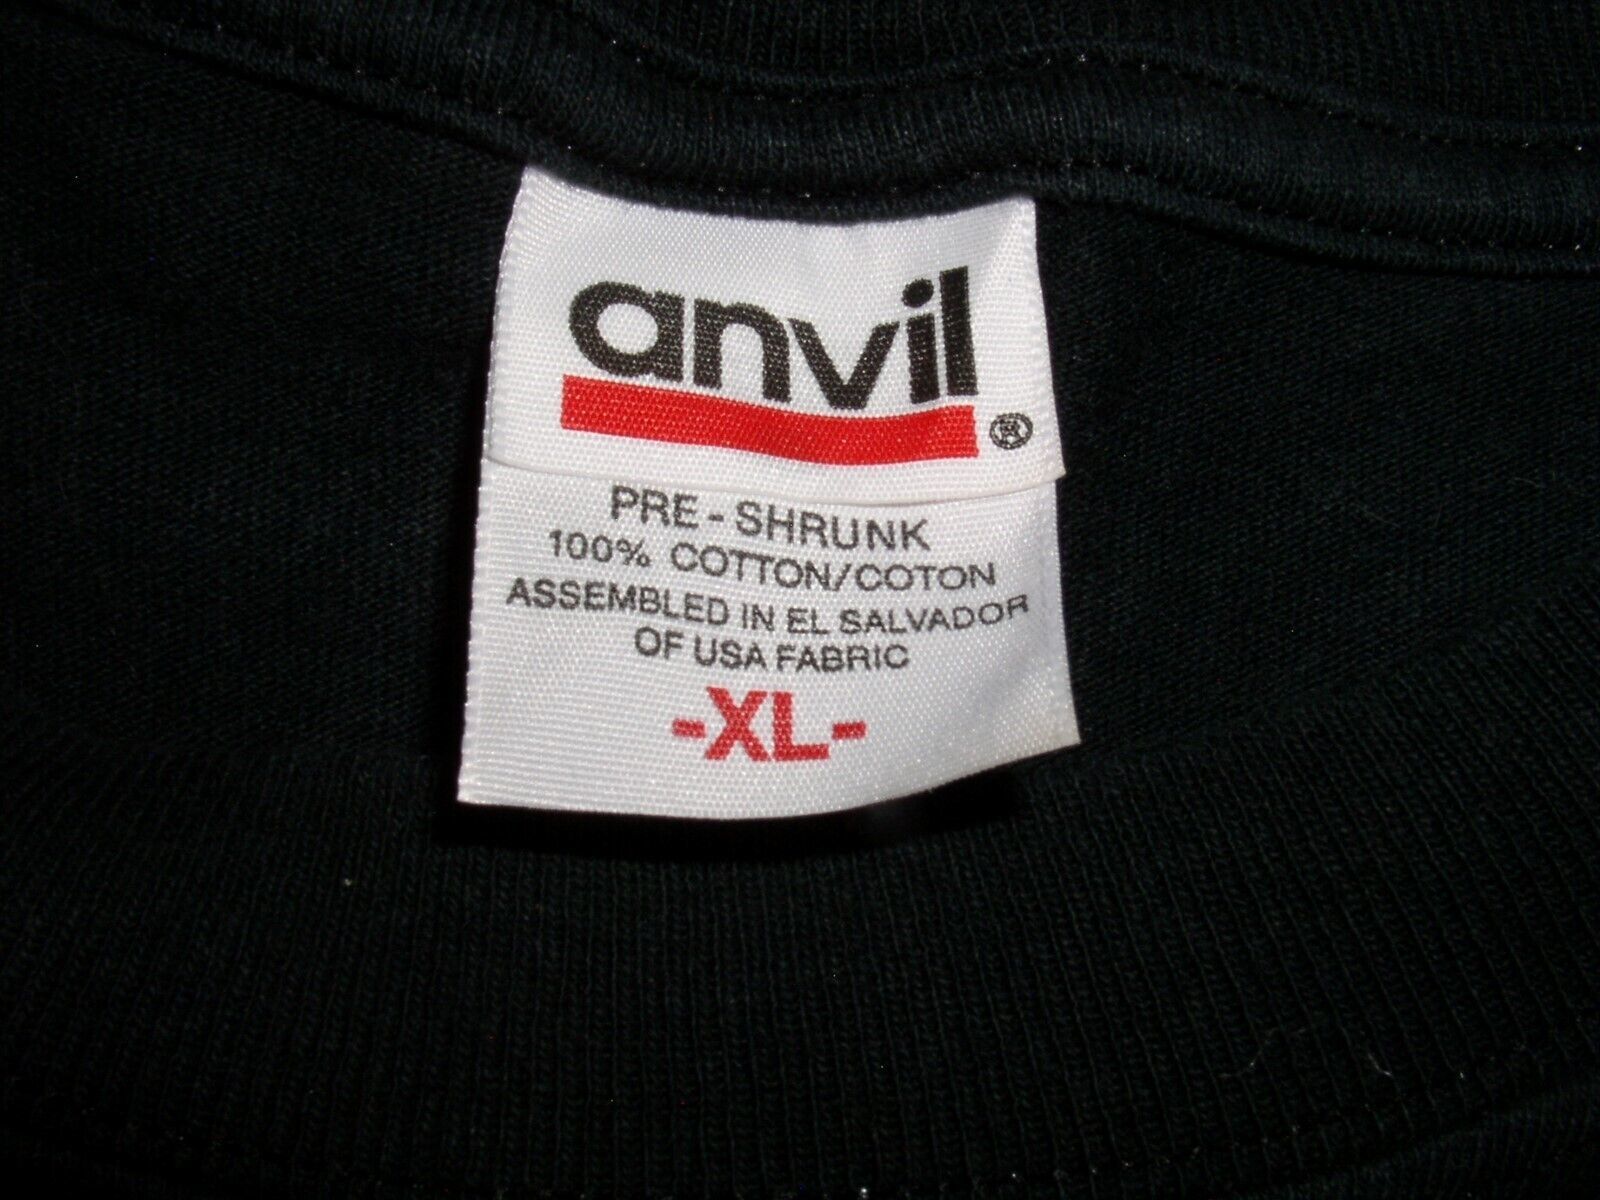 anvil ®
PRE-SHRUNK
100% COTTON/COTON
ASSEMBLED IN EL SALVADOR
OF USA FABRIC
-XL-